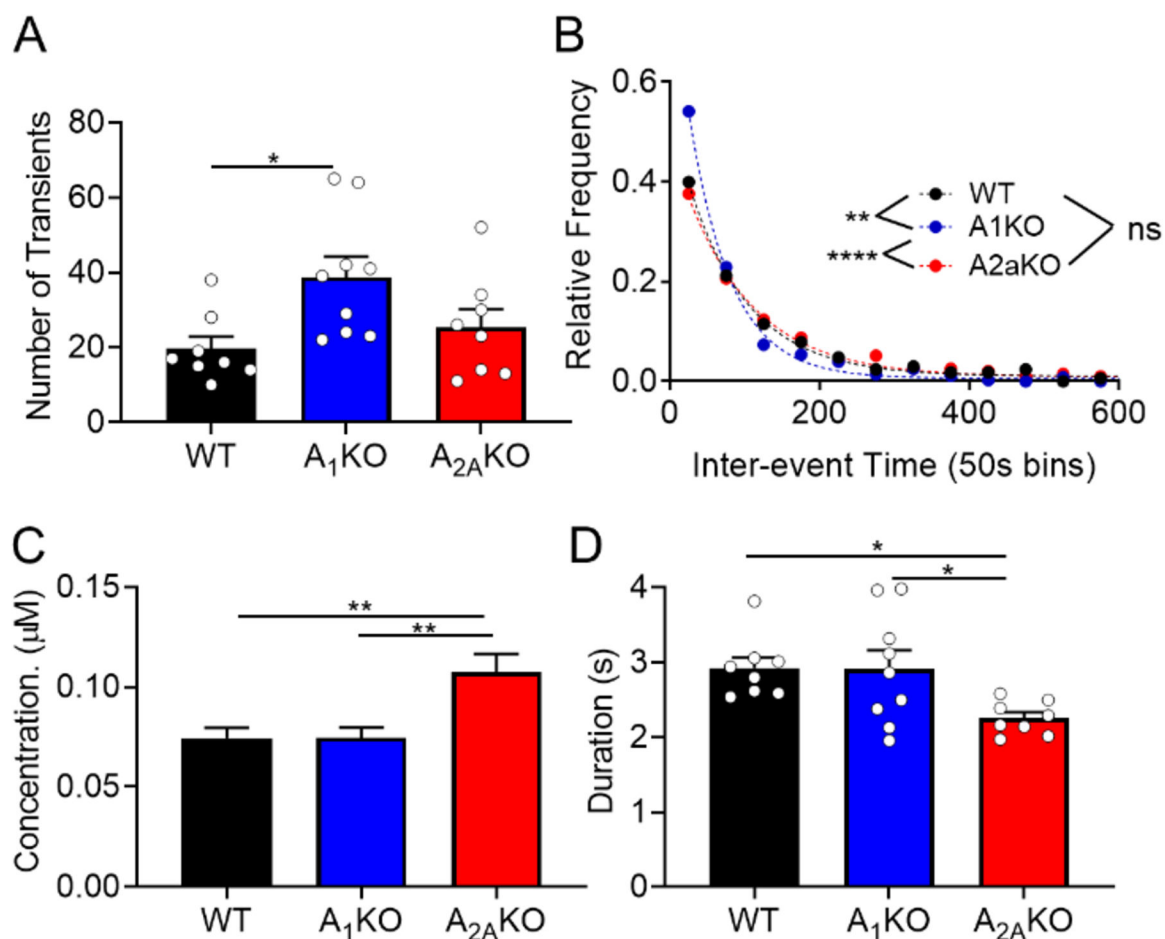 A
Number of Transients
80
60
40
20
0
*
WT
A₁KO
A₂ₐKO
B
Relative Frequency
0.6
0.4
0.2
0.0
0
200
400
600
Inter-event Time (50s bins)
WT
A1KO
A2aKO
**
****
ns
C
Concentration. (μM)
0.15
0.10
0.05
0.00
**
**
WT
A₁KO
A₂ₐKO
D
Duration (s)
4
3
2
1
0
*
*
WT
A₁KO
A₂ₐKO